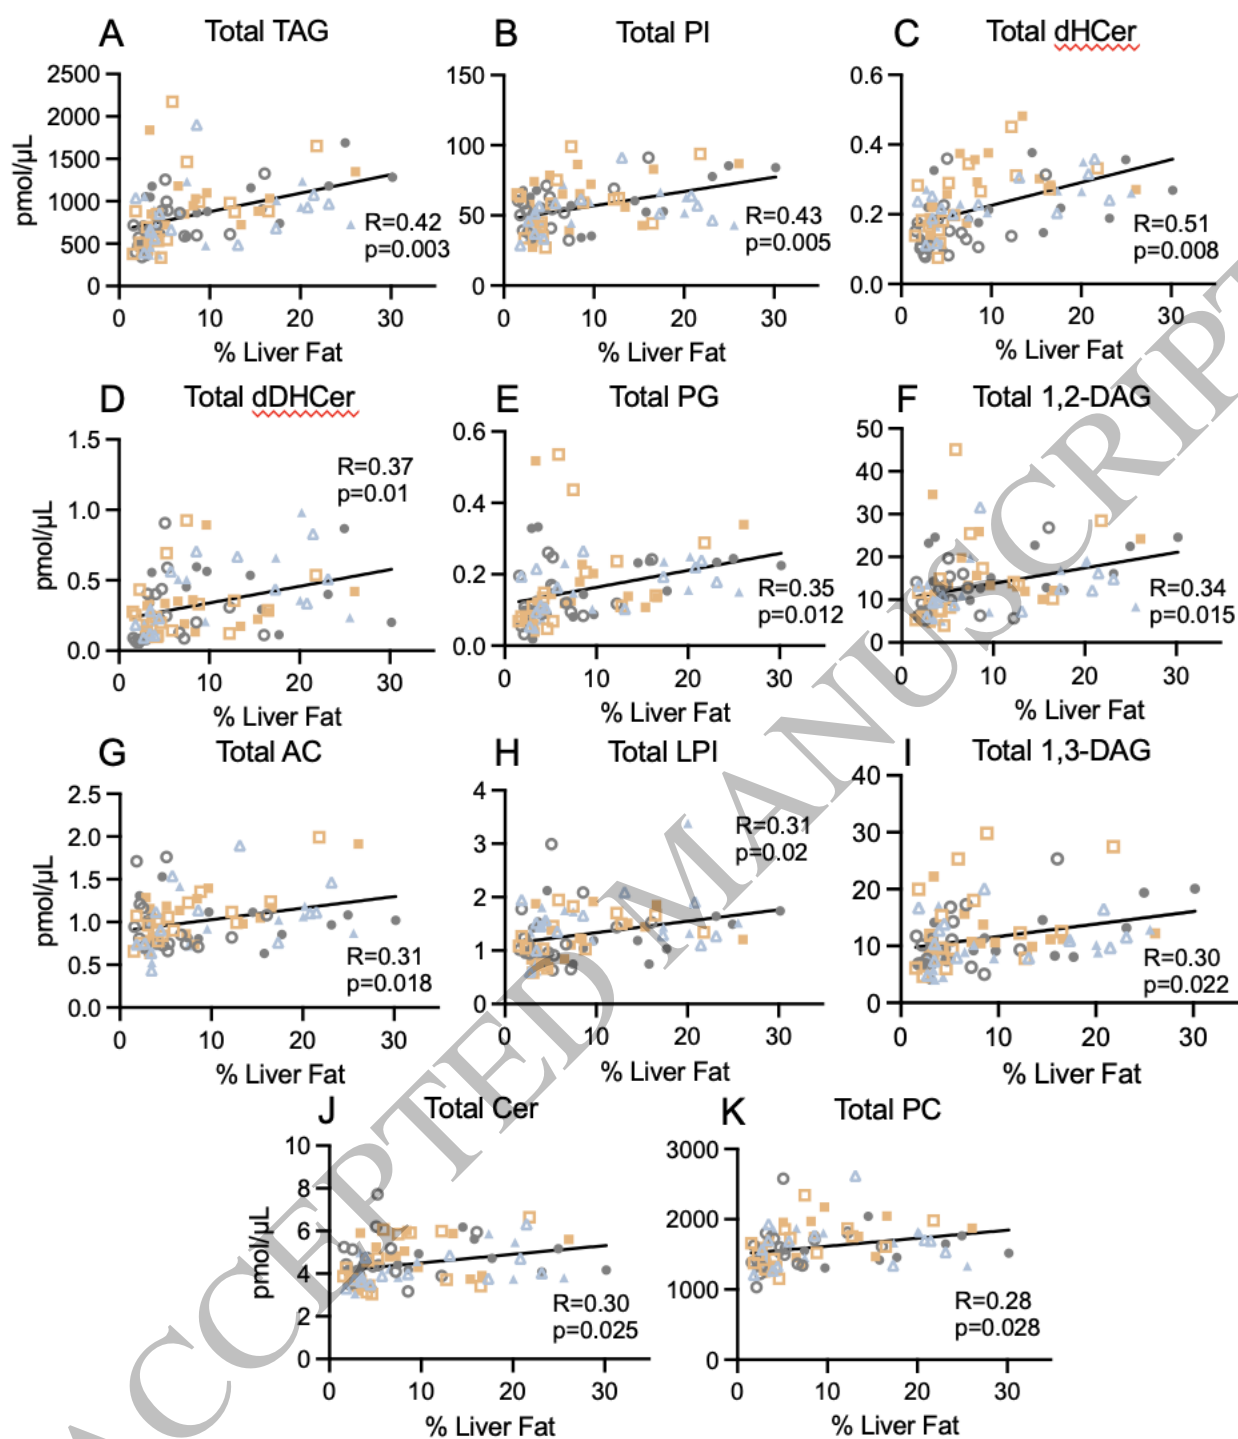 A Total TAG
B Total PI
C Total dHCer
2500
2000
1500
1000
500
0
pmol/µL
R=0.42
p=0.003
0 10 20 30
% Liver Fat
150
100
50
0
R=0.43
p=0.005
0 10 20 30
% Liver Fat
0.6
0.4
0.2
0.0
R=0.51
p=0.008
0 10 20 30
% Liver Fat
D Total dDHCer
E Total PG
F Total 1,2-DAG
1.5
1.0
0.5
0.0
pmol/µL
R=0.37
p=0.01
0 10 20 30
% Liver Fat
0.6
0.4
0.2
0.0
R=0.35
p=0.012
0 10 20 30
% Liver Fat
50
40
30
20
10
0
R=0.34
p=0.015
0 10 20 30
% Liver Fat
G Total AC
H Total LPI
I Total 1,3-DAG
2.5
2.0
1.5
1.0
0.5
0.0
pmol/µL
R=0.31
p=0.018
0 10 20 30
% Liver Fat
4
3
2
1
0
R=0.31
p=0.02
0 10 20 30
% Liver Fat
40
30
20
10
0
R=0.30
p=0.022
0 10 20 30
% Liver Fat
J Total Cer
K Total PC
10
8
6
4
2
0
pmol/µL
R=0.30
p=0.025
0 10 20 30
% Liver Fat
3000
2000
1000
0
R=0.28
p=0.028
0 10 20 30
% Liver Fat
ACCEPTED MANUSCRIPT